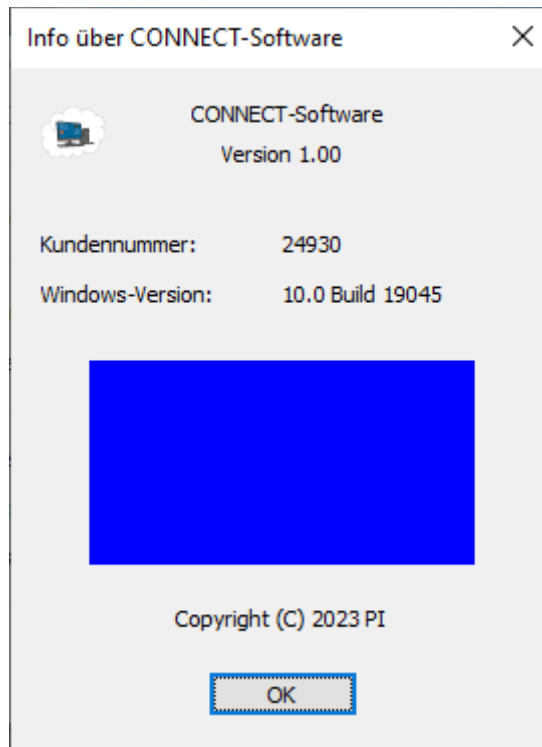 Info über CONNECT-Software
CONNECT-Software
Version 1.00
Kundennummer: 24930
Windows-Version: 10.0 Build 19045
Copyright (C) 2023 PI
OK